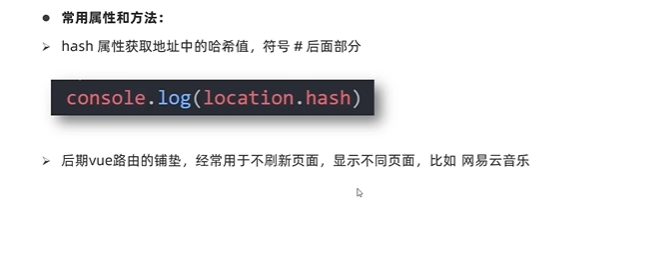 常用属性和方法：
hash 属性获取地址中的哈希值，符号 # 后面部分
console.log(location.hash)
后期vue路由的铺垫，经常用于不刷新页面，显示不同页面，比如 网易云音乐